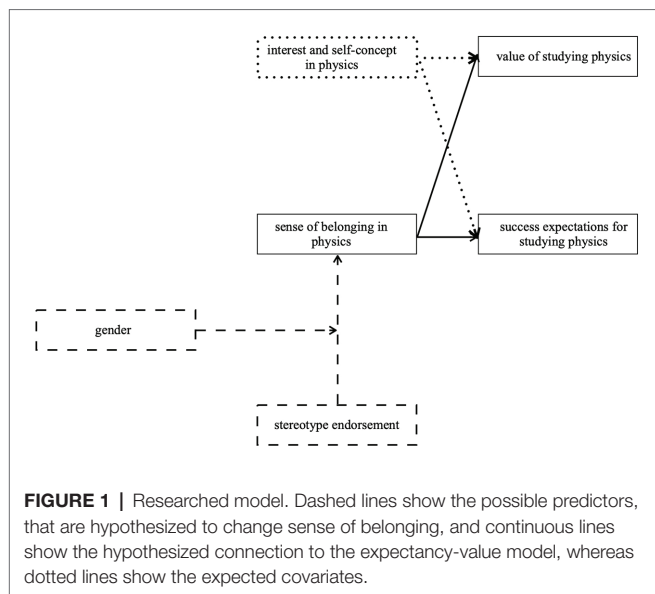 interest and self-concept
in physics
value of studying physics
sense of belonging in
physics
success expectations for
studying physics
gender
stereotype endorsement
FIGURE 1 | Researched model. Dashed lines show the possible predictors,
that are hypothesized to change sense of belonging, and continuous lines
show the hypothesized connection to the expectancy-value model, whereas
dotted lines show the expected covariates.